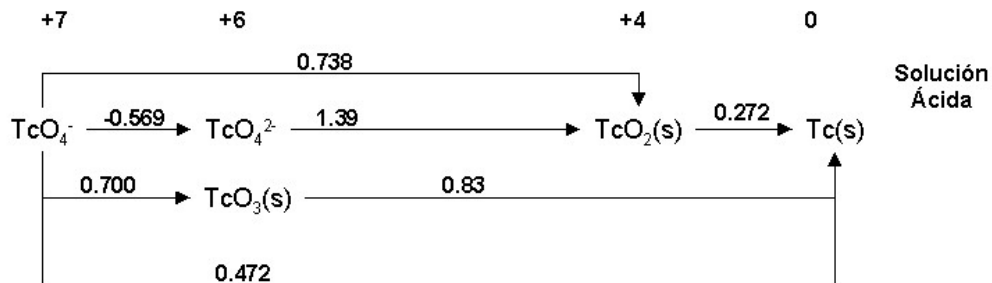 +7 +6 +4 0
0.738
Solución
Ácida
TcO₄⁻ -0.569 TcO₄²⁻ 1.39 TcO₂(s) 0.272 Tc(s)
0.700 TcO₃(s) 0.83
0.472